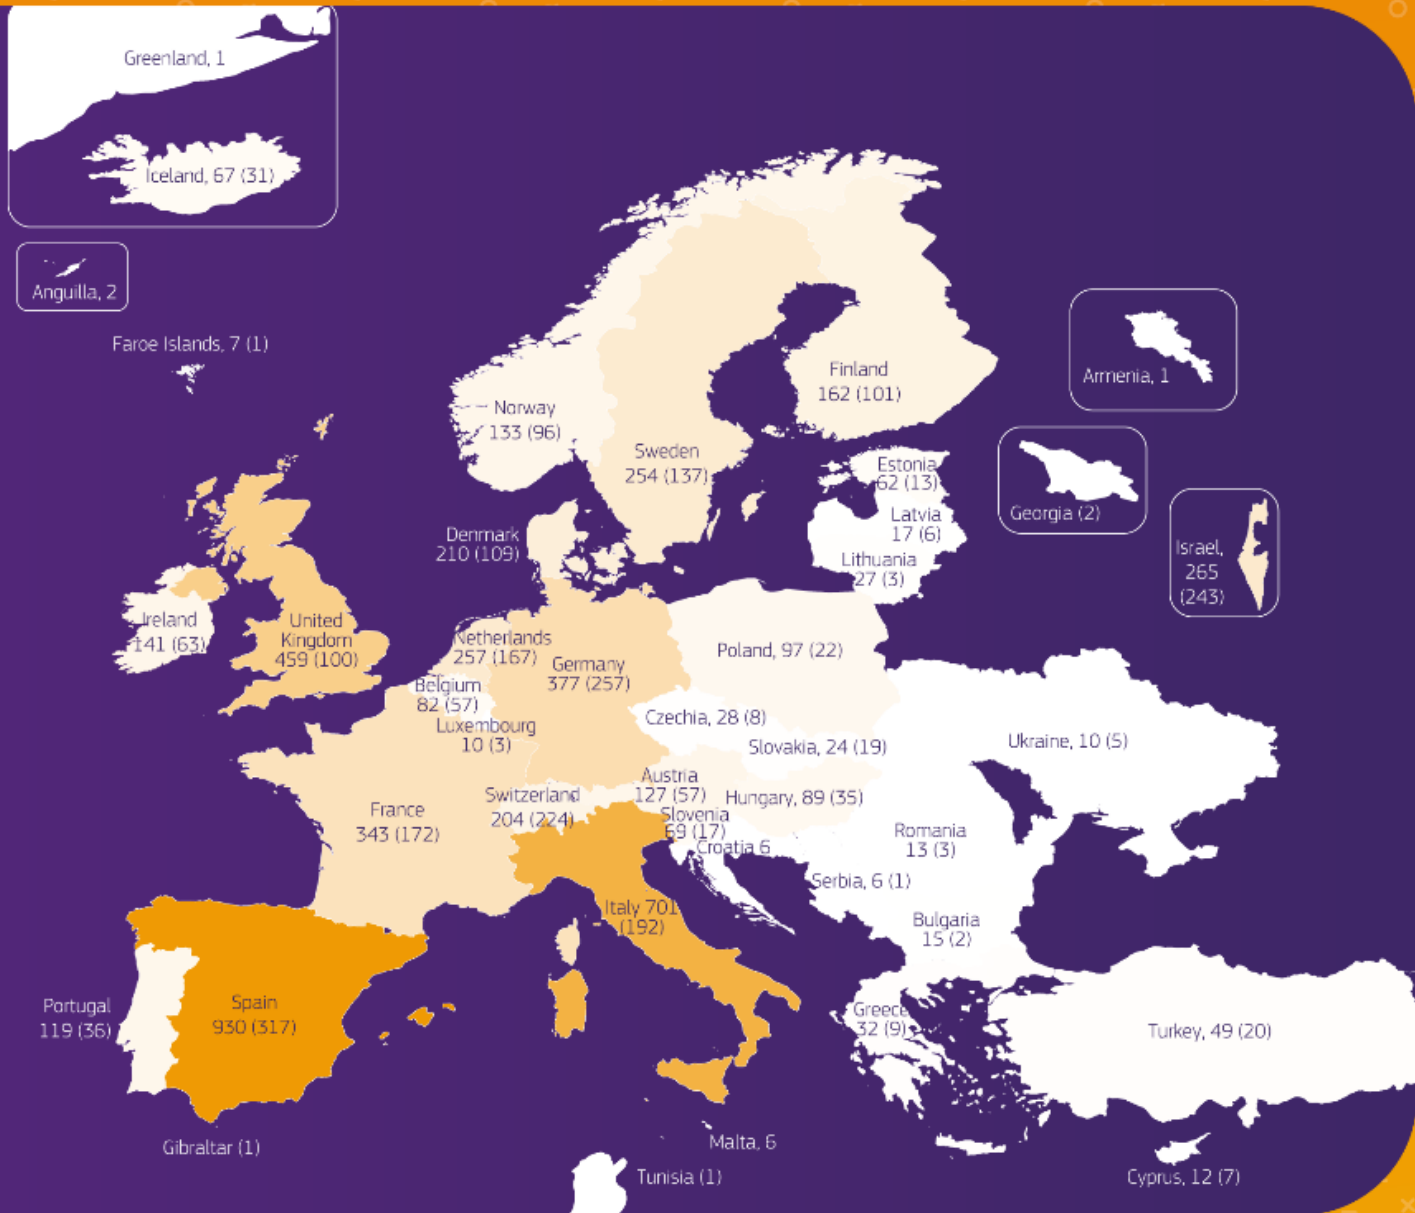 Greenland, 1
Iceland, 67 (31)
Anguilla, 2
Faroe Islands, 7 (1)
Armenia, 1
Finland
162 (101)
Norway
133 (96)
Sweden
254 (137)
Estonia
62 (13)
Georgia (2)
Latvia
17 (6)
Denmark
210 (109)
Israel,
265
(243)
Lithuania
27 (3)
Ireland
141 (63)
United
Kingdom
459 (100)
Netherlands
257 (167)
Germany
377 (257)
Poland, 97 (22)
Belgium
82 (57)
Luxembourg
10 (3)
Czechia, 28 (8)
Slovakia, 24 (19)
Ukraine, 10 (5)
Austria
127 (57)
Hungary, 89 (35)
Switzerland
204 (224)
France
343 (172)
Slovenia
69 (17)
Croatia 6
Romania
13 (3)
Serbia, 6 (1)
Italy 701
(192)
Bulgaria
15 (2)
Portugal
119 (36)
Spain
930 (317)
Greece
32 (9)
Turkey, 49 (20)
Gibraltar (1)
Malta, 6
Tunisia (1)
Cyprus, 12 (7)